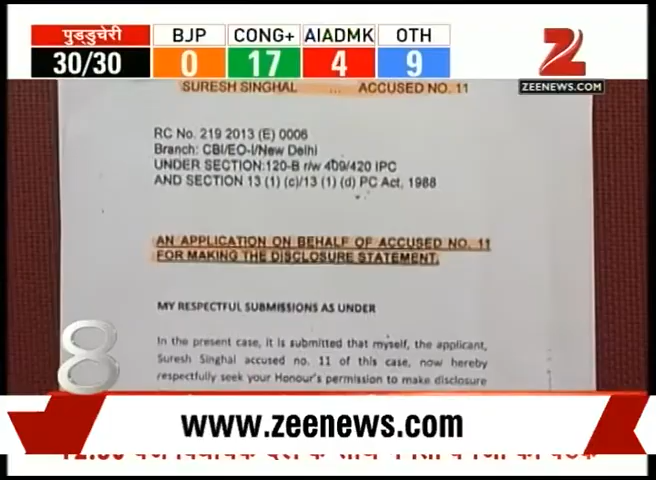 पुड्डुचेरी BJP CONG+ AIADMK OTH
30/30 0 17 4 9
Z
ZEENEWS.COM
SURESH SINGHAL ... ACCUSED NO. 11
RC No. 219 2013 (E) 0006
Branch: CBI/EO-I/New Delhi
UNDER SECTION:120-B r/w 409/420 IPC
AND SECTION 13 (1) (c)/13 (1) (d) PC Act, 1988
AN APPLICATION ON BEHALF OF ACCUSED NO. 11
FOR MAKING THE DISCLOSURE STATEMENT.
MY RESPECTFUL SUBMISSIONS AS UNDER
In the present case, it is submitted that myself, the applicant,
Suresh Singhal accused no. 11 of this case, now hereby
respectfully seek your Honour's permission to make disclosure
8
www.zeenews.com